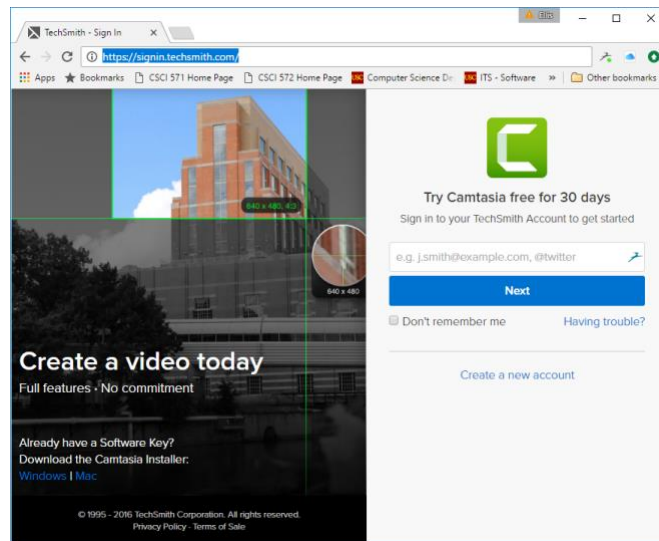 Ellis
TechSmith - Sign In
https://signin.techsmith.com/
Apps Bookmarks CSCI 571 Home Page CSCI 572 Home Page USC Computer Science De USC ITS - Software » Other bookmarks
640 x 480, 4:3
640 x 480
Create a video today
Full features · No commitment
Already have a Software Key?
Download the Camtasia Installer:
Windows | Mac
© 1995 - 2016 TechSmith Corporation. All rights reserved.
Privacy Policy - Terms of Sale
Try Camtasia free for 30 days
Sign in to your TechSmith Account to get started
e.g. j.smith@example.com, @twitter
Next
Don't remember me Having trouble?
Create a new account